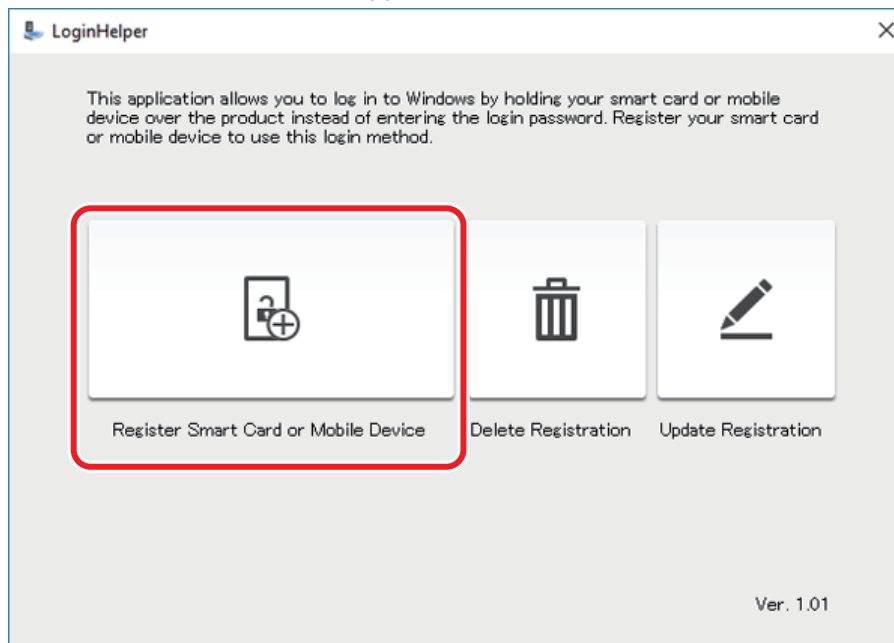 LoginHelper
This application allows you to log in to Windows by holding your smart card or mobile
device over the product instead of entering the login password. Register your smart card
or mobile device to use this login method.
Register Smart Card or Mobile Device
Delete Registration
Update Registration
Ver. 1.01